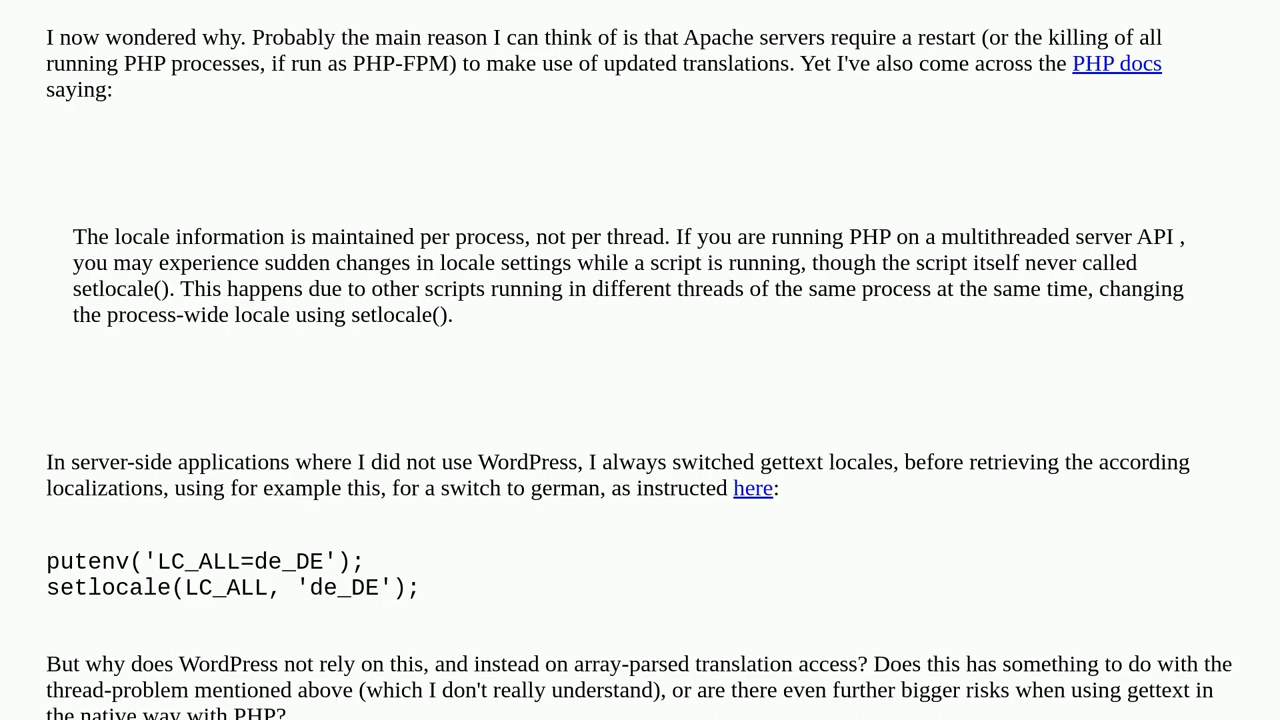 I now wondered why. Probably the main reason I can think of is that Apache servers require a restart (or the killing of all
running PHP processes, if run as PHP-FPM) to make use of updated translations. Yet I've also come across the PHP docs
saying:
The locale information is maintained per process, not per thread. If you are running PHP on a multithreaded server API ,
you may experience sudden changes in locale settings while a script is running, though the script itself never called
setlocale(). This happens due to other scripts running in different threads of the same process at the same time, changing
the process-wide locale using setlocale().
In server-side applications where I did not use WordPress, I always switched gettext locales, before retrieving the according
localizations, using for example this, for a switch to german, as instructed here:
putenv('LC_ALL=de_DE');
setlocale(LC_ALL, 'de_DE');
But why does WordPress not rely on this, and instead on array-parsed translation access? Does this has something to do with the
thread-problem mentioned above (which I don't really understand), or are there even further bigger risks when using gettext in
the native way with PHP?